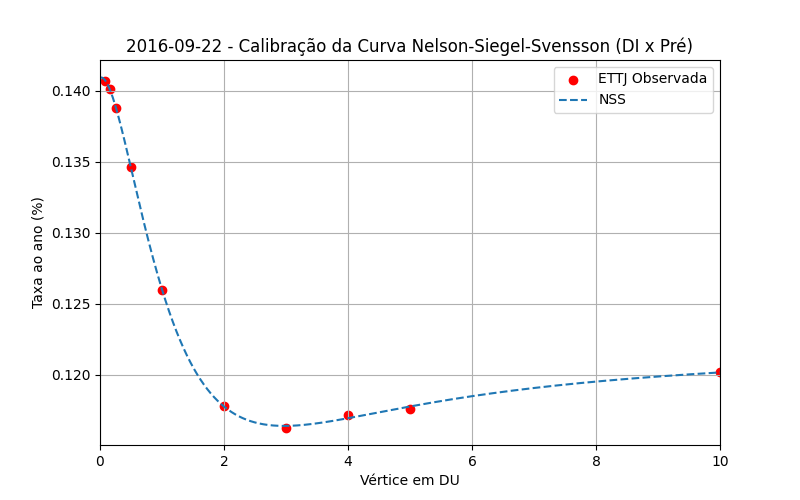 2016-09-22 - Calibração da Curva Nelson-Siegel-Svensson (DI x Pré)
ETTJ Observada
NSS
0.140
0.135
0.130
0.125
0.120
Taxa ao ano (%)
0 2 4 6 8 10
Vértice em DU